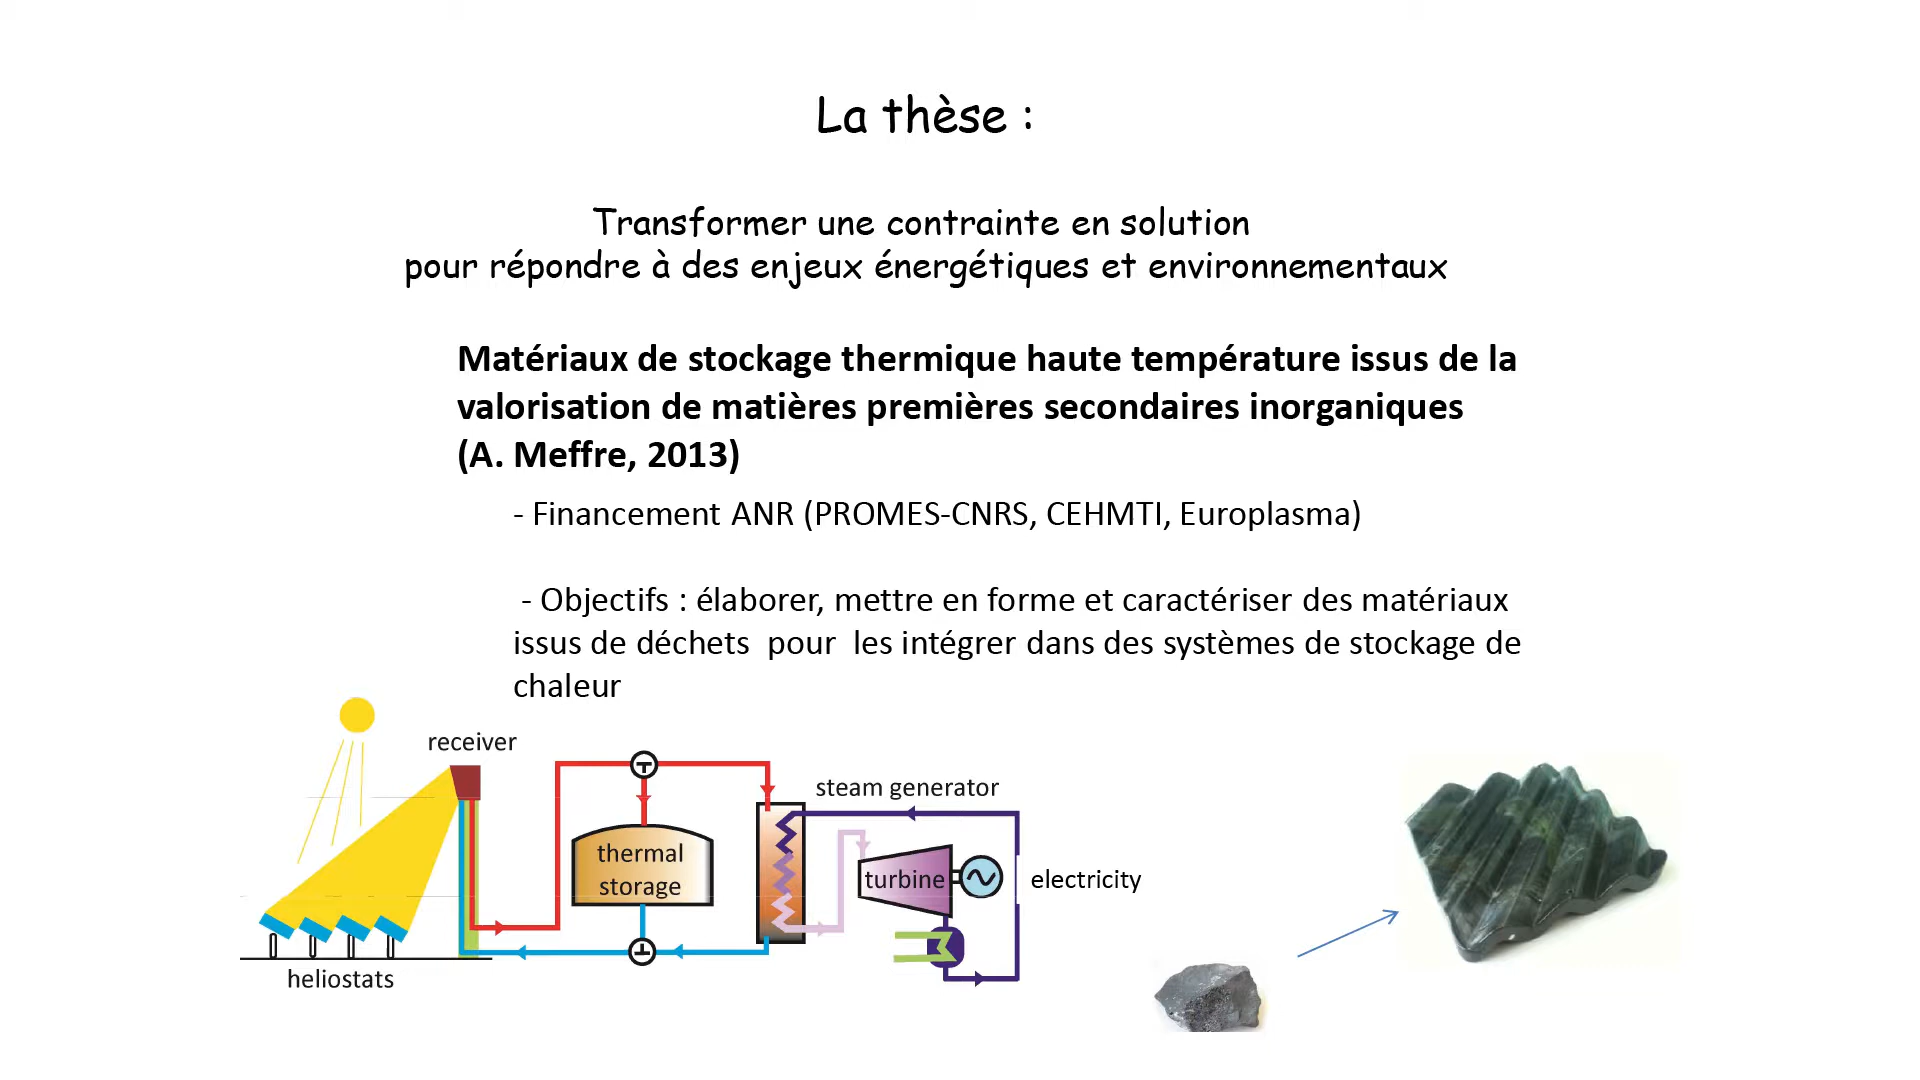 La thèse :
Transformer une contrainte en solution
pour répondre à des enjeux énergétiques et environnementaux
Matériaux de stockage thermique haute température issus de la
valorisation de matières premières secondaires inorganiques
(A. Meffre, 2013)
- Financement ANR (PROMES-CNRS, CEHMTI, Europlasma)
- Objectifs : élaborer, mettre en forme et caractériser des matériaux
issus de déchets pour les intégrer dans des systèmes de stockage de
chaleur
receiver
steam generator
thermal
storage
turbine
electricity
heliostats